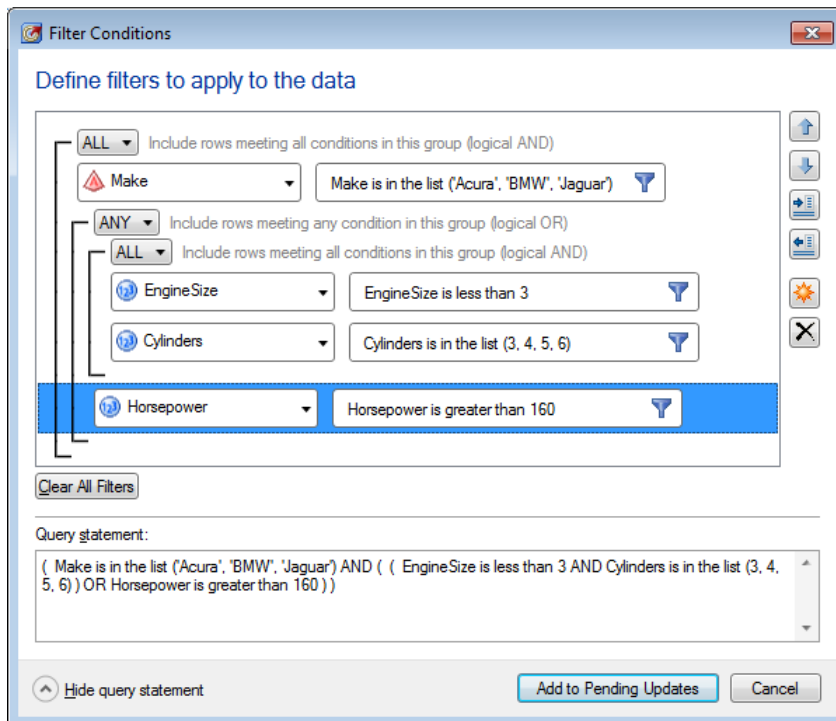 Filter Conditions
Define filters to apply to the data
ALL Include rows meeting all conditions in this group (logical AND)
Make Make is in the list ('Acura', 'BMW', 'Jaguar')
ANY Include rows meeting any condition in this group (logical OR)
ALL Include rows meeting all conditions in this group (logical AND)
123 EngineSize EngineSize is less than 3
123 Cylinders Cylinders is in the list (3, 4, 5, 6)
123 Horsepower Horsepower is greater than 160
Clear All Filters
Query statement:
( Make is in the list ('Acura', 'BMW', 'Jaguar') AND ( ( EngineSize is less than 3 AND Cylinders is in the list (3, 4,
5, 6) ) OR Horsepower is greater than 160 ) )
Hide query statement Add to Pending Updates Cancel